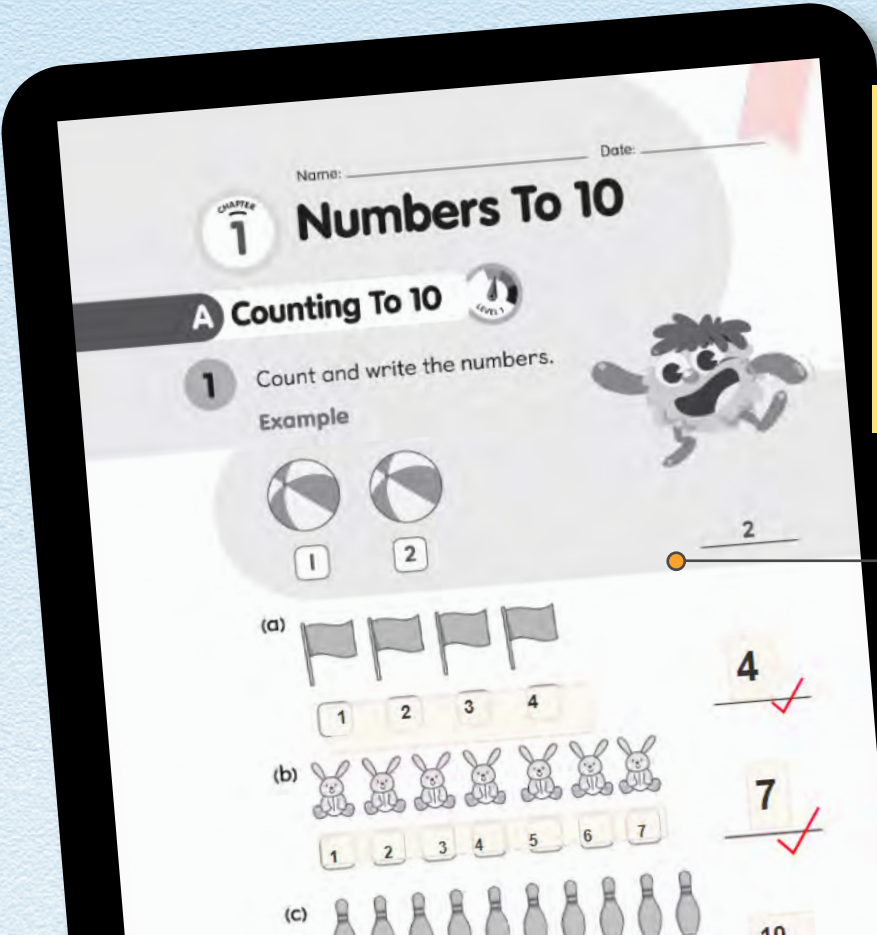 Name: Date:
CHAPTER
1
Numbers To 10
A Counting To 10
LEVEL 1
1 Count and write the numbers.
Example
1 2
2
(a)
1 2 3 4
4
(b)
1 2 3 4 5 6 7
7
(c)
10